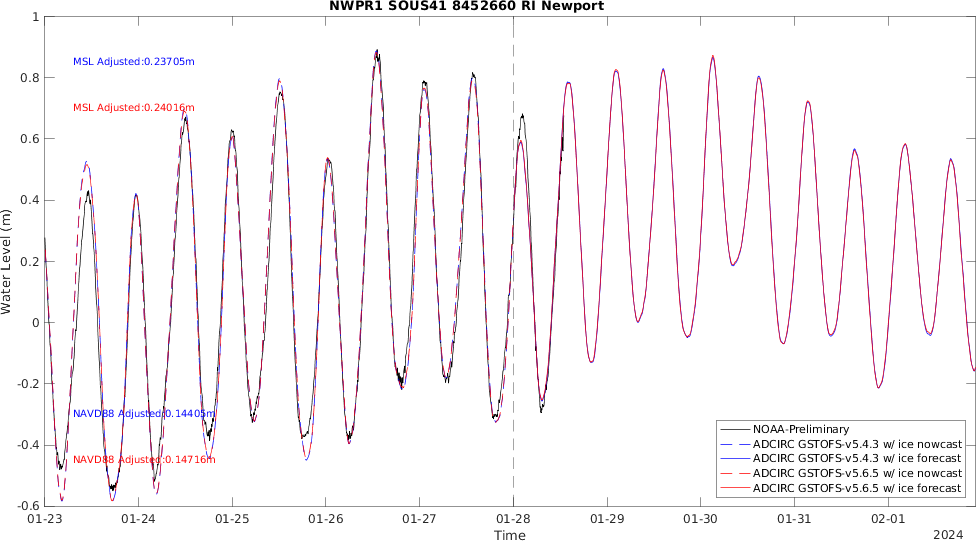 NWPR1 SOUS41 8452660 RI Newport
1
0.8
0.6
0.4
0.2
0
-0.2
-0.4
-0.6
Water Level (m)
MSL Adjusted:0.23705m
MSL Adjusted:0.24016m
NAVD88 Adjusted:0.14405m
NAVD88 Adjusted:0.14716m
NOAA-Preliminary
ADCIRC GSTOFS-v5.4.3 w/ ice nowcast
ADCIRC GSTOFS-v5.4.3 w/ ice forecast
ADCIRC GSTOFS-v5.6.5 w/ ice nowcast
ADCIRC GSTOFS-v5.6.5 w/ ice forecast
01-23 01-24 01-25 01-26 01-27 01-28 01-29 01-30 01-31 02-01
Time
2024